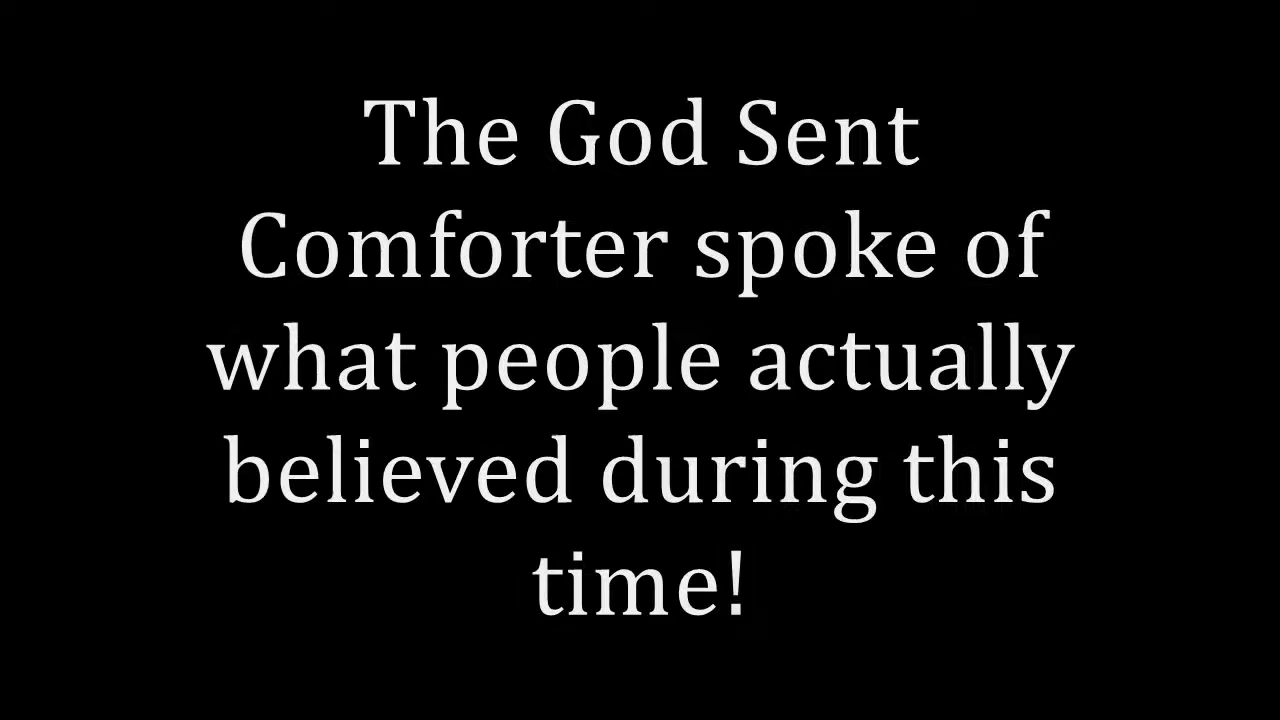 The God Sent
Comforter spoke of
what people actually
believed during this
time!